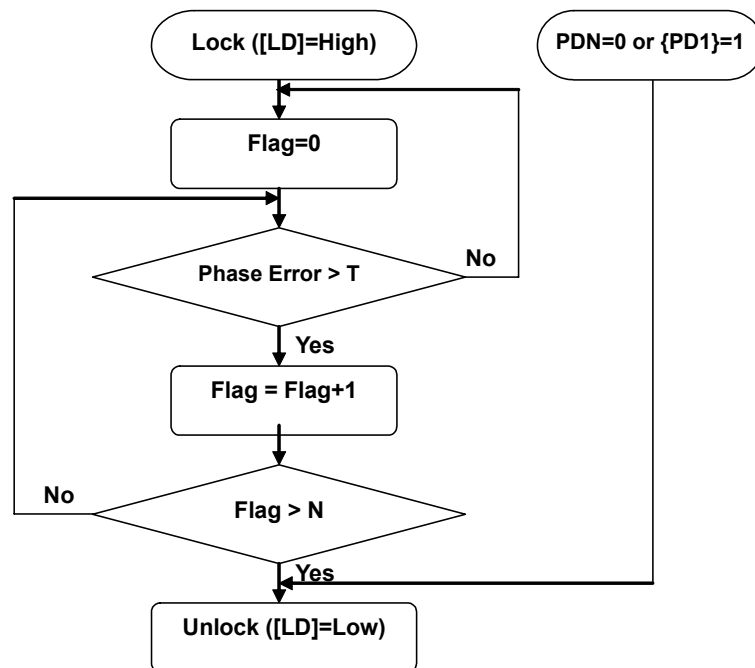 Lock ([LD]=High)
PDN=0 or {PD1}=1
Flag=0
Phase Error > T
No
Yes
Flag = Flag+1
No
Flag > N
Yes
Unlock ([LD]=Low)